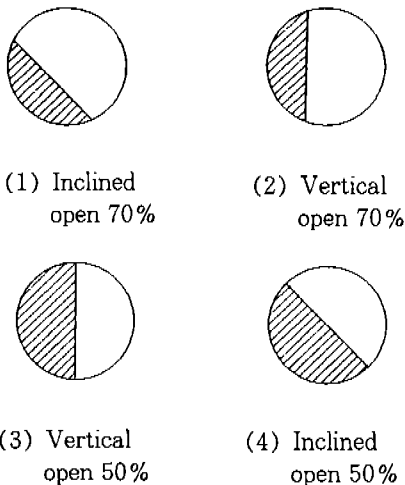 (1) Inclined
open 70%
(2) Vertical
open 70%
(3) Vertical
open 50%
(4) Inclined
open 50%